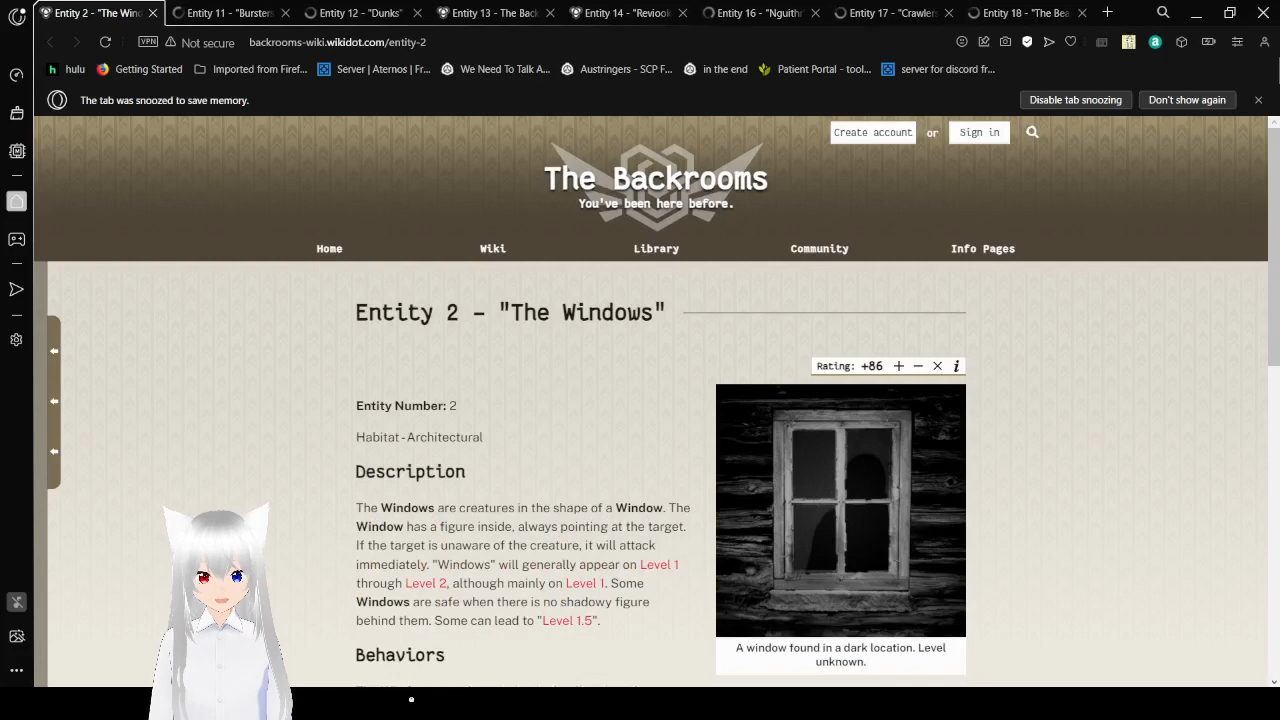 Entity 2 - "The Wind
Entity 11 - "Bursters
Entity 12 - "Dunks"
Entity 13 - The Back
Entity 14 - "Reviook
Entity 16 - "Nguithr
Entity 17 - "Crawlers
Entity 18 - "The Bea
VPN
Not secure
backrooms-wiki.wikidot.com/entity-2
hulu
Getting Started
Imported from Firef...
Server | Aternos | Fr...
We Need To Talk A...
Austringers - SCP F...
in the end
Patient Portal - tool...
server for discord fr...
The tab was snoozed to save memory.
Disable tab snoozing
Don't show again
Create account or Sign in
The Backrooms
You've been here before.
Home Wiki Library Community Info Pages
Entity 2 - "The Windows"
Rating: +86 + − × i
Entity Number: 2
Habitat - Architectural
Description
The Windows are creatures in the shape of a Window. The
Window has a figure inside, always pointing at the target.
If the target is unaware of the creature, it will attack
immediately. "Windows" will generally appear on Level 1
through Level 2, although mainly on Level 1. Some
Windows are safe when there is no shadowy figure
behind them. Some can lead to "Level 1.5".
A window found in a dark location. Level
unknown.
Behaviors